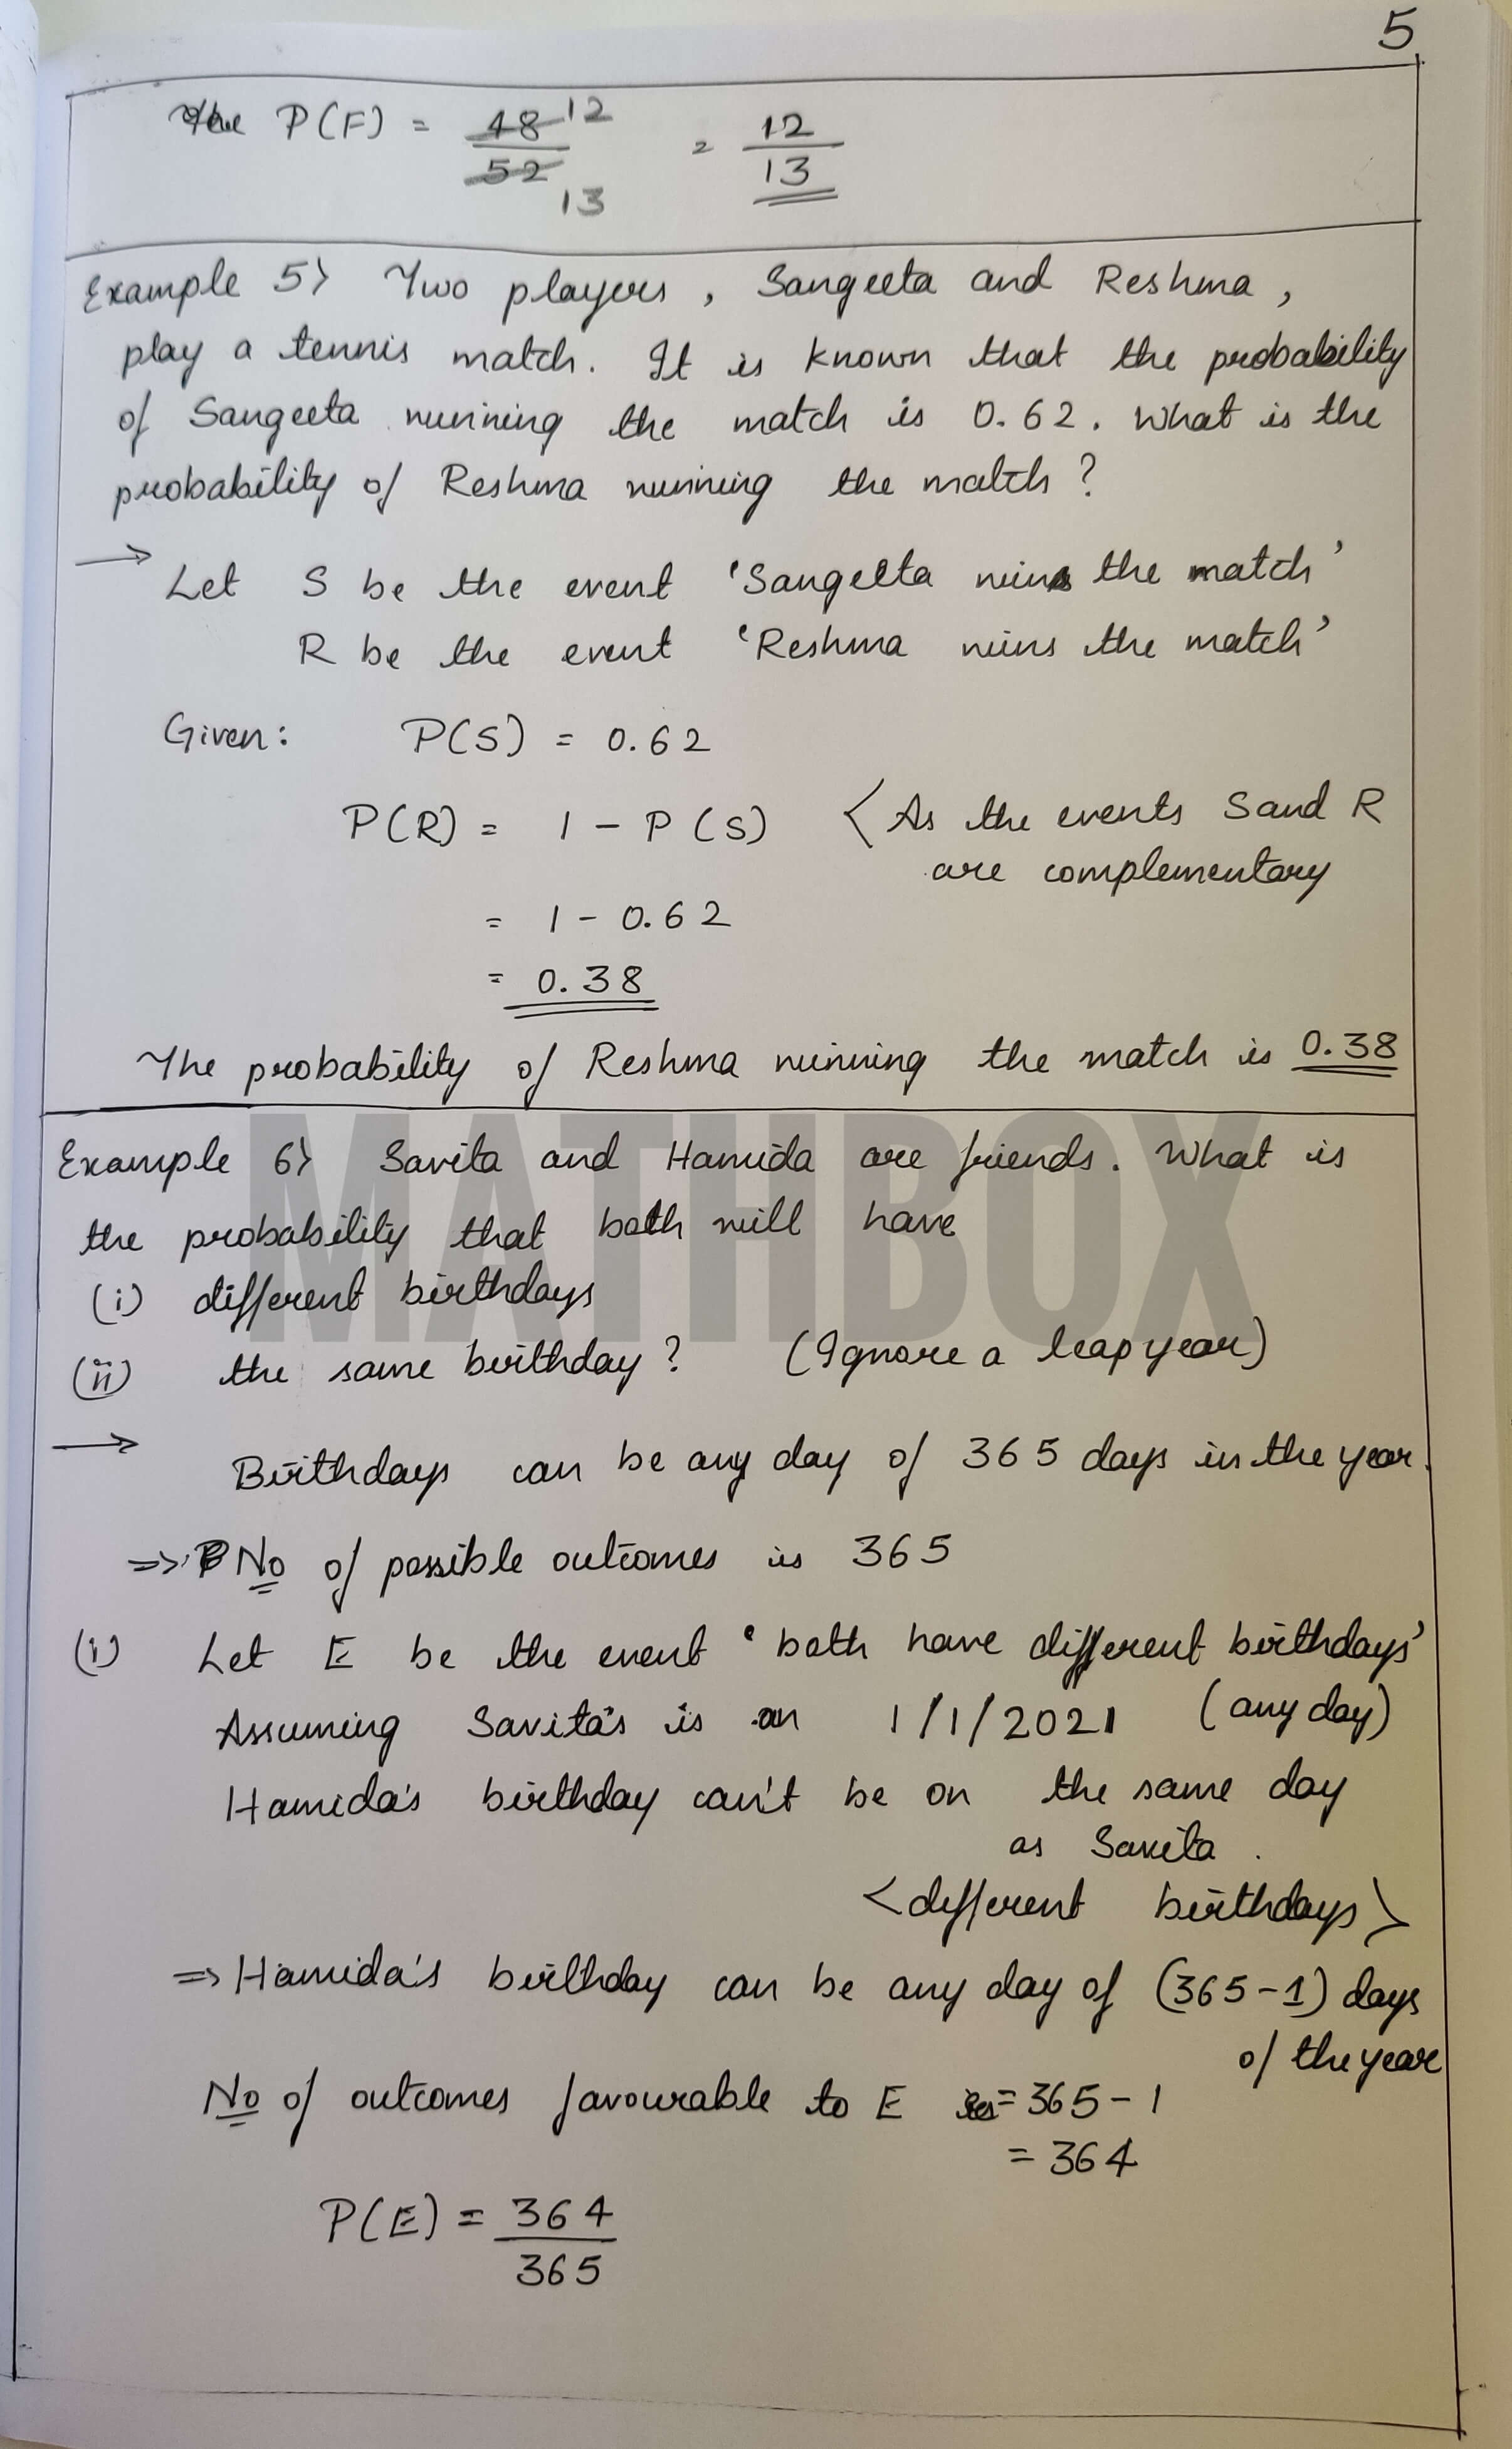 5
The P(F) = 48/52 12 13 = 12/13
Example 5> Two players, Sangeeta and Reshma,
play a tennis match. It is known that the probability
of Sangeeta winning the match is 0.62. What is the
probability of Reshma winning the match?
→ Let S be the event 'Sangeeta wins the match'
R be the event 'Reshma wins the match'
Given: P(S) = 0.62
P(R) = 1 - P(S) < As the events S and R
are complementary
= 1 - 0.62
= 0.38
The probability of Reshma winning the match is 0.38
MATHBOX
Example 6> Savita and Hamida are friends. What is
the probability that both will have
(i) different birthdays
(ii) the same birthday? (Ignore a leap year)
→ Birthdays can be any day of 365 days in the year.
=> No of possible outcomes is 365
(i) Let E be the event 'both have different birthdays'
Assuming Savita's is on 1/1/2021 (any day)
Hamida's birthday can't be on the same day
as Savita.
<different birthdays>
=> Hamida's birthday can be any day of (365-1) days
of the year
No of outcomes favourable to E = 365 - 1
= 364
P(E) = 364/365